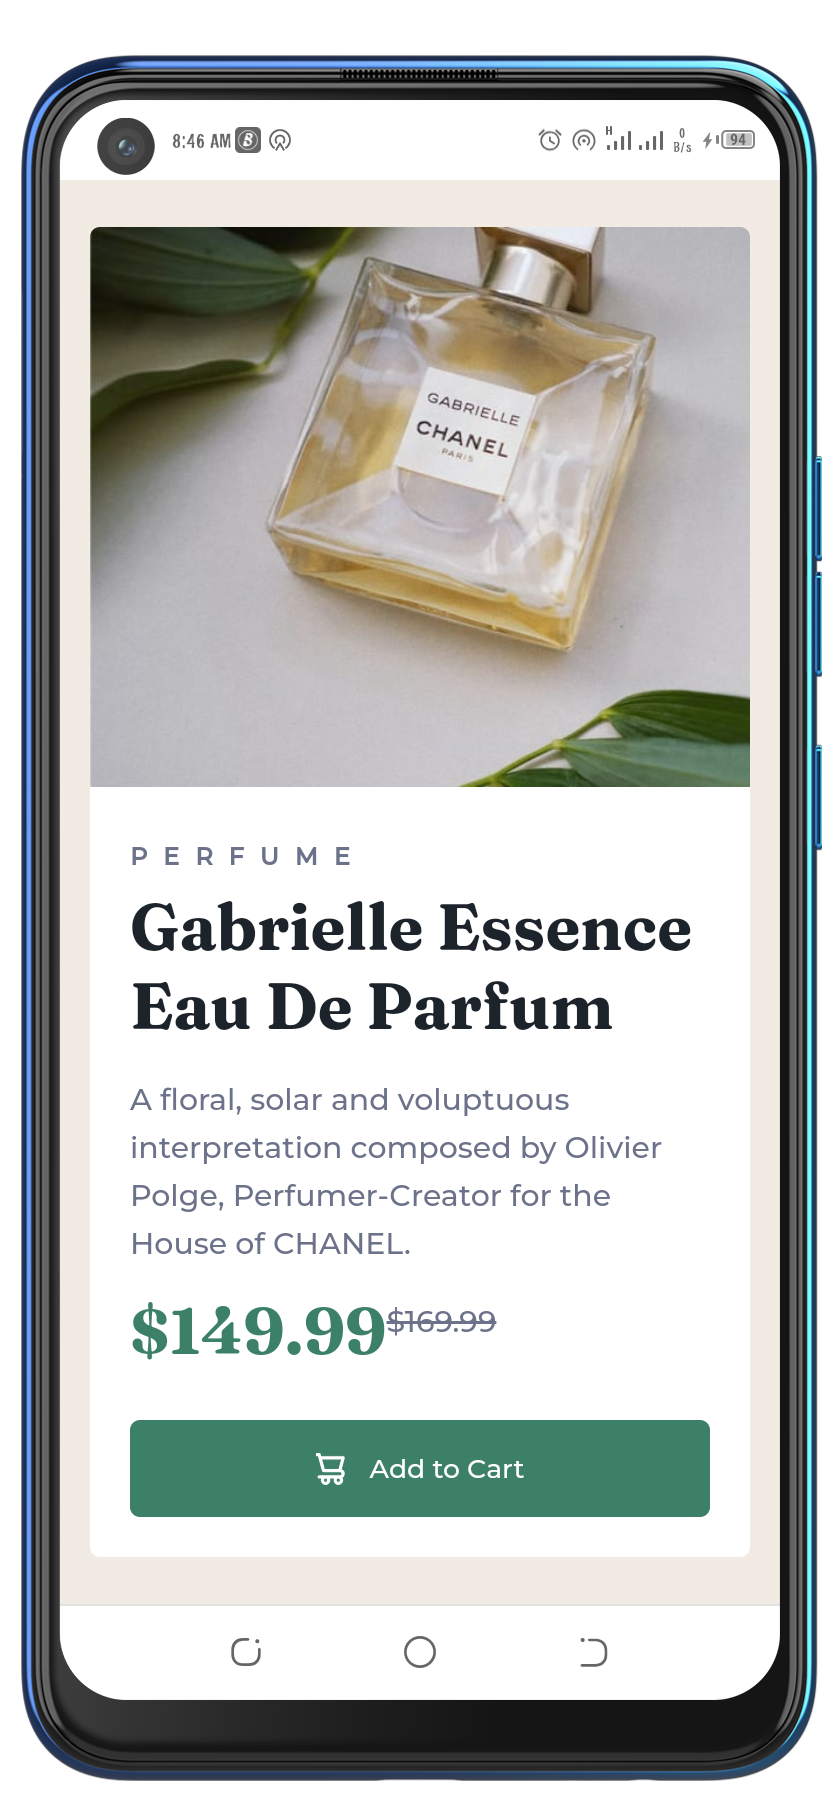 8:46 AM
H
0
B/s
94
GABRIELLE
CHANEL
PARIS
PERFUME
Gabrielle Essence
Eau De Parfum
A floral, solar and voluptuous
interpretation composed by Olivier
Polge, Perfumer-Creator for the
House of CHANEL.
$149.99 $169.99
Add to Cart